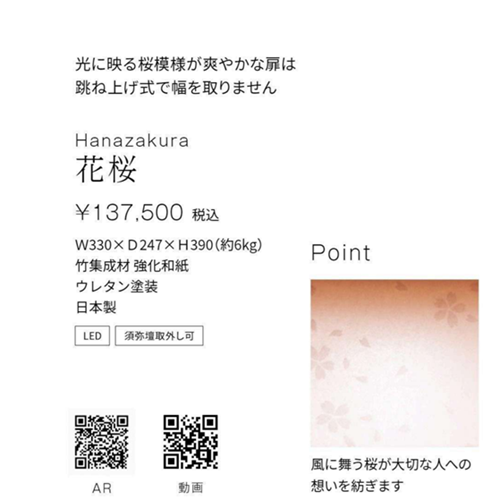 光に映る桜模様が爽やかな扉は
跳ね上げ式で幅を取りません
Hanazakura
花桜
¥137,500 税込
W330×D247×H390(約6kg)
竹集成材 強化和紙
ウレタン塗装
日本製
LED 須弥壇取外し可
Point
風に舞う桜が大切な人への
想いを紡ぎます
AR 動画